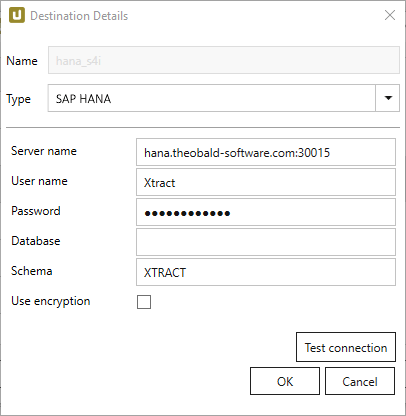 Destination Details
Name hana_s4i
Type SAP HANA
Server name hana.theobald-software.com:30015
User name Xtract
Password ●●●●●●●●●●●●
Database
Schema XTRACT
Use encryption
Test connection
OK Cancel